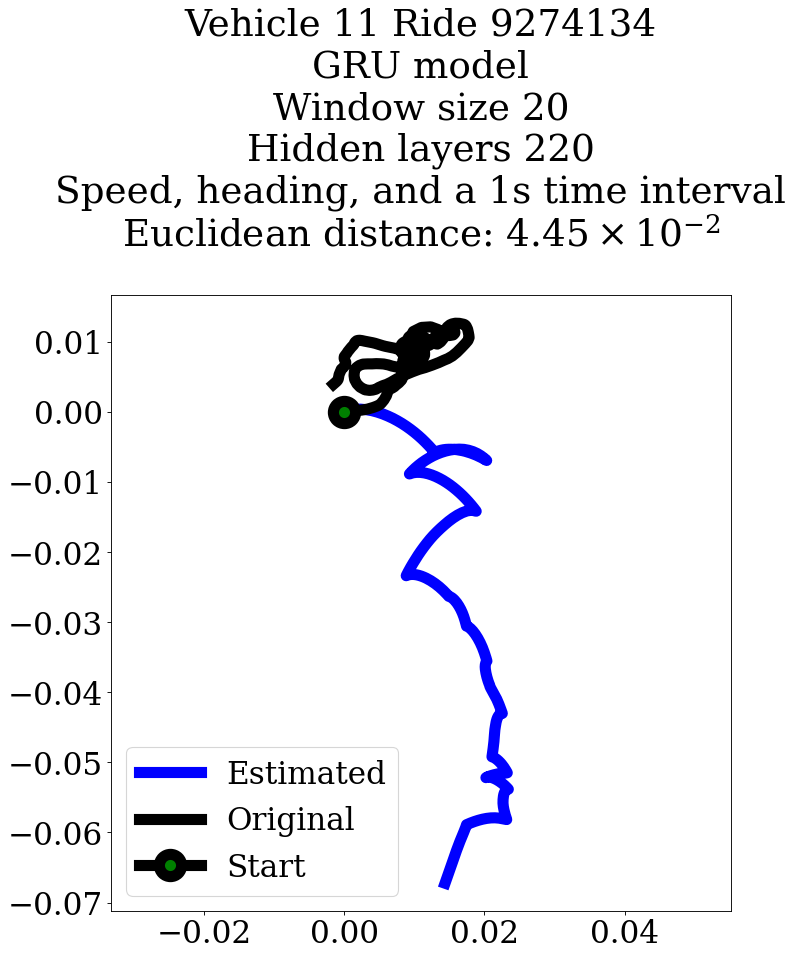 Vehicle 11 Ride 9274134
GRU model
Window size 20
Hidden layers 220
Speed, heading, and a 1s time interval
Euclidean distance: 4.45 × 10⁻²
0.01
0.00
−0.01
−0.02
−0.03
−0.04
−0.05
−0.06
−0.07
Estimated
Original
Start
−0.02 0.00 0.02 0.04